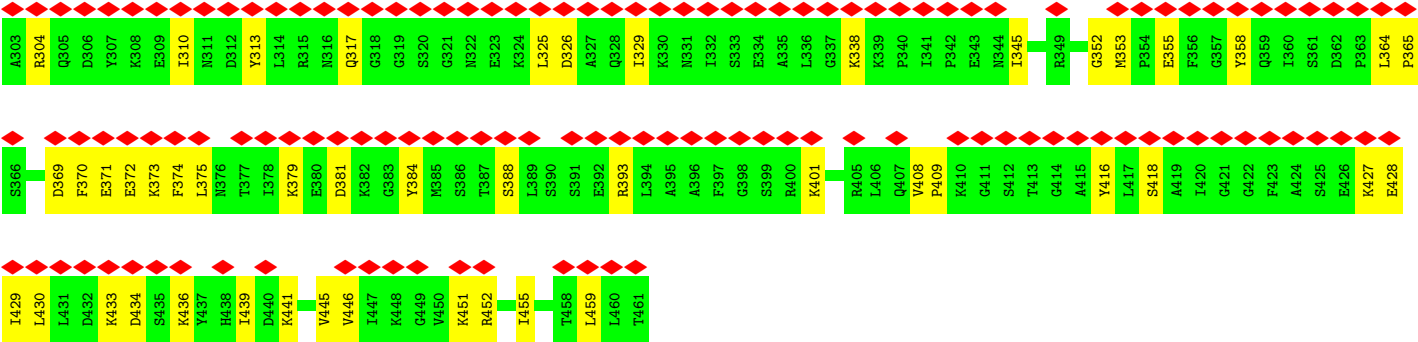 A303 R304 Q305 D306 Y307 K308 E309 I310 N311 D312 Y313 L314 R315 N316 Q317 G318 G319 S320 G321 N322 E323 K324 L325 D326 A327 Q328 I329 K330 N331 I332 S333 E334 A335 L336 G337 K338 K339 P340 I341 P342 E343 N344 I345 R349 G352 M353 P354 E355 F356 G357 Y358 Q359 I360 S361 D362 P363 L364 P365
S366 D369 F370 E371 E372 K373 F374 L375 N376 T377 I378 K379 E380 D381 K382 G383 Y384 M385 S386 T387 S388 L389 S390 S391 E392 R393 L394 A395 A396 F397 G398 S399 R400 K401 R405 L406 Q407 V408 P409 K410 G411 S412 T413 G414 A415 Y416 L417 S418 A419 I420 G421 G422 F423 A424 S425 E426 K427 E428
I429 L430 L431 D432 K433 D434 S435 K436 Y437 H438 I439 D440 K441 V445 V446 I447 K448 G449 V450 K451 R452 I455 T458 L459 L460 T461